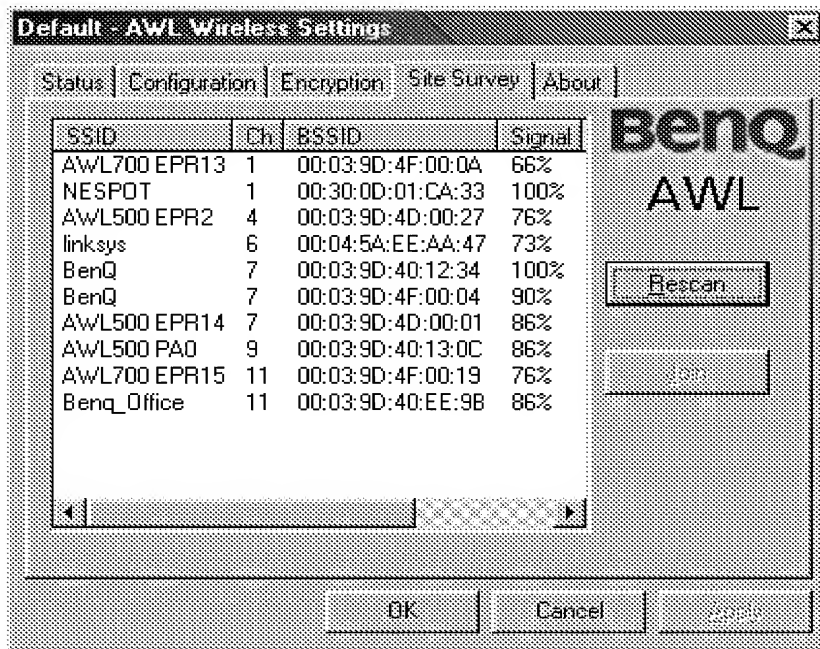 Default - AWL Wireless Settings
Status Configuration Encryption Site Survey About
SSID Ch BSSID Signal
AWL700 EPR13 1 00:03:9D:4F:00:0A 66%
NESPOT 1 00:30:0D:01:CA:33 100%
AWL500 EPR2 4 00:03:9D:4D:00:27 76%
linksys 6 00:04:5A:EE:AA:47 73%
BenQ 7 00:03:9D:40:12:34 100%
BenQ 7 00:03:9D:4F:00:04 90%
AWL500 EPR14 7 00:03:9D:4D:00:01 86%
AWL500 PA0 9 00:03:9D:40:13:0C 86%
AWL700 EPR15 11 00:03:9D:4F:00:19 76%
Benq_Office 11 00:03:9D:40:EE:9B 86%
BenQ
AWL
Rescan
Join
OK Cancel Apply